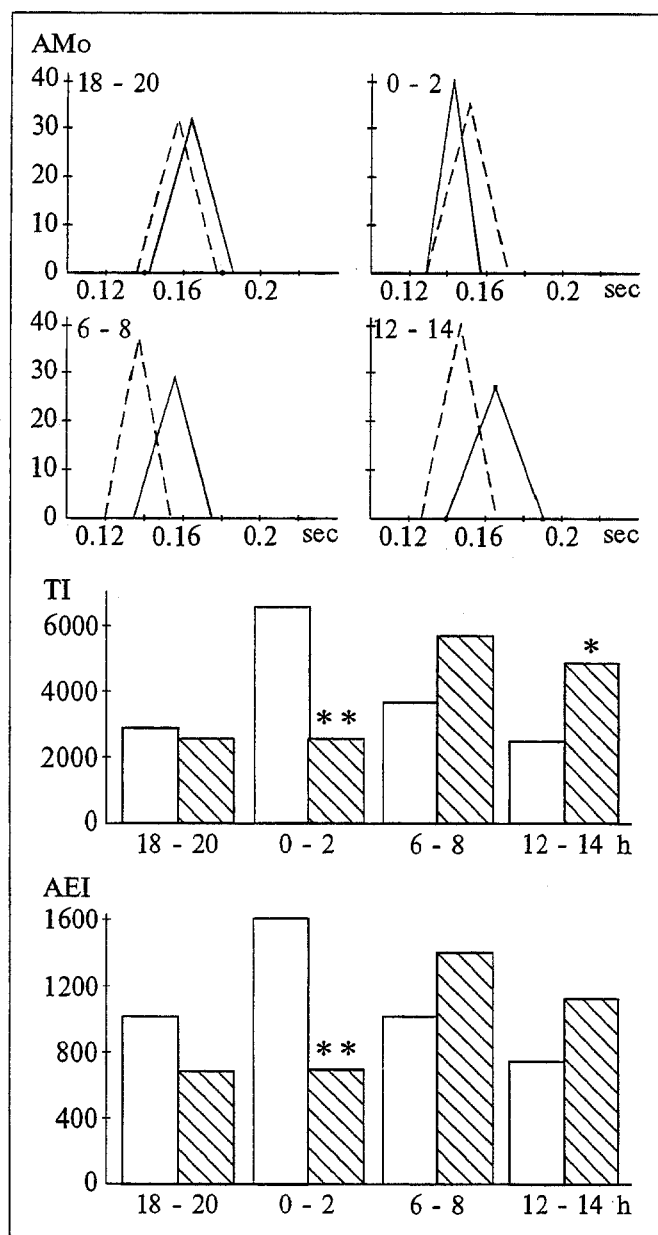 AMo
40 18 - 20 0 - 2
30
20
10
0
0.12 0.16 0.2 0.12 0.16 0.2 sec
40 6 - 8 12 - 14
30
20
10
0
0.12 0.16 0.2 sec 0.12 0.16 0.2 sec
TI
6000
*
4000
* *
2000
0
18 - 20 0 - 2 6 - 8 12 - 14 h
AEI
1600
1200
800 * *
400
0
18 - 20 0 - 2 6 - 8 12 - 14 h